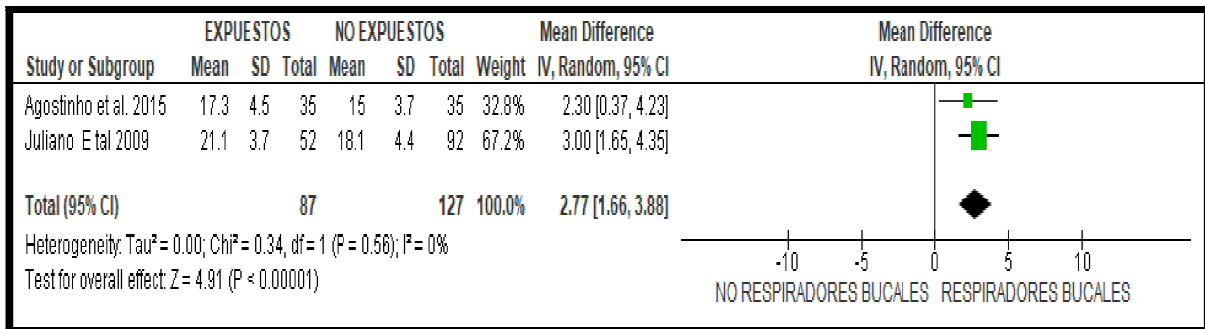 EXPUESTOS NO EXPUESTOS Mean Difference Mean Difference
Study or Subgroup Mean SD Total Mean SD Total Weight IV, Random, 95% CI IV, Random, 95% CI
Agostinho et al. 2015 17.3 4.5 35 15 3.7 35 32.8% 2.30 [0.37, 4.23]
Juliano E tal 2009 21.1 3.7 52 18.1 4.4 92 67.2% 3.00 [1.65, 4.35]
Total (95% CI) 87 127 100.0% 2.77 [1.66, 3.88]
Heterogeneity: Tau² = 0.00; Chi² = 0.34, df = 1 (P = 0.56); I² = 0%
Test for overall effect: Z = 4.91 (P < 0.00001)
-10 -5 0 5 10
NO RESPIRADORES BUCALES RESPIRADORES BUCALES